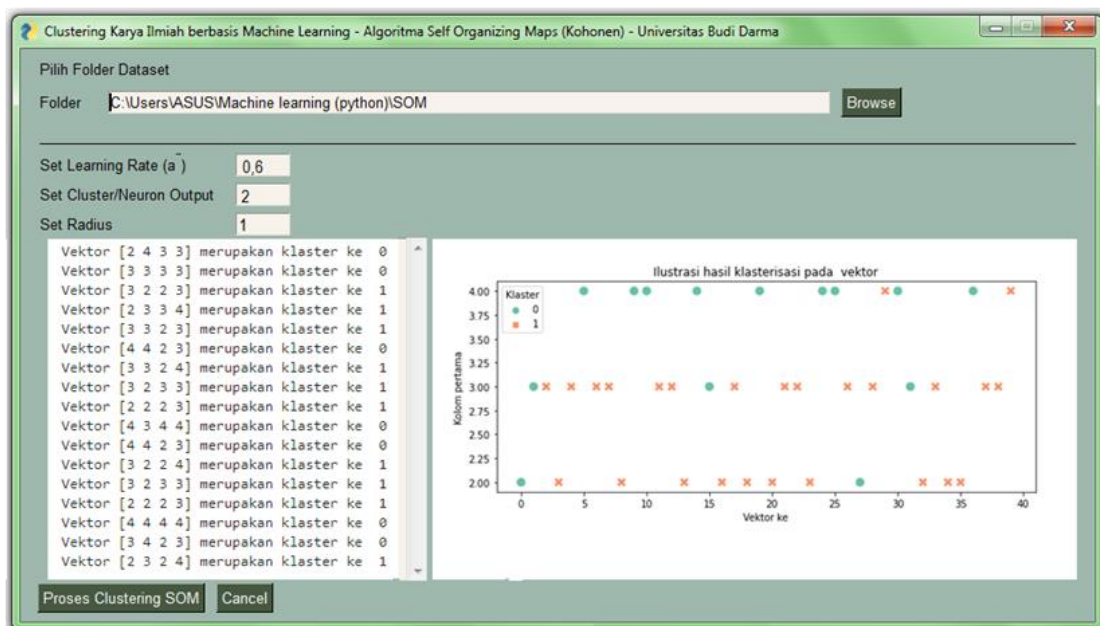 Clustering Karya Ilmiah berbasis Machine Learning - Algoritma Self Organizing Maps (Kohonen) - Universitas Budi Darma
Pilih Folder Dataset
Folder C:\Users\ASUS\Machine learning (python)\SOM Browse
Set Learning Rate (a¯) 0,6
Set Cluster/Neuron Output 2
Set Radius 1
Vektor [2 4 3 3] merupakan klaster ke 0
Vektor [3 3 3 3] merupakan klaster ke 0
Vektor [3 2 2 3] merupakan klaster ke 1
Vektor [2 3 3 4] merupakan klaster ke 1
Vektor [3 3 2 3] merupakan klaster ke 1
Vektor [4 4 2 3] merupakan klaster ke 0
Vektor [3 3 2 4] merupakan klaster ke 1
Vektor [3 2 3 3] merupakan klaster ke 1
Vektor [2 2 2 3] merupakan klaster ke 1
Vektor [4 3 4 4] merupakan klaster ke 0
Vektor [4 4 2 3] merupakan klaster ke 0
Vektor [3 2 2 4] merupakan klaster ke 1
Vektor [3 2 3 3] merupakan klaster ke 1
Vektor [2 2 2 3] merupakan klaster ke 1
Vektor [4 4 4 4] merupakan klaster ke 0
Vektor [3 4 2 3] merupakan klaster ke 0
Vektor [2 3 2 4] merupakan klaster ke 1
Ilustrasi hasil klasterisasi pada vektor
Klaster
0
1
Kolom pertama
4.00
3.75
3.50
3.25
3.00
2.75
2.50
2.25
2.00
0 5 10 15 20 25 30 35 40
Vektor ke
Proses Clustering SOM Cancel